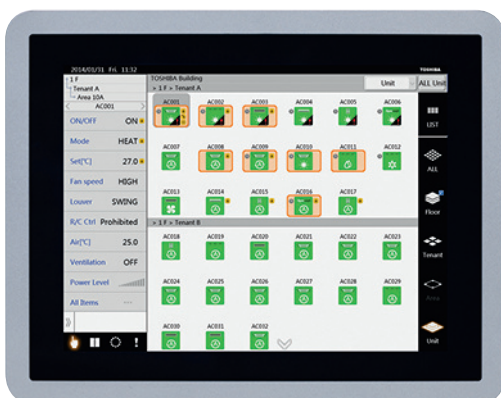 2014/01/31 Fri. 11:32
TOSHIBA
1 F
Tenant A
Area 10A
< AC001 >
ON/OFF ON
Mode HEAT
Set[°C] 27.0
Fan speed HIGH
Louver SWING
R/C Ctrl Prohibited
Air[°C] 25.0
Ventilation OFF
Power Level
All Items ---
TOSHIBA Building
Unit
ALL Unit
» 1 F » Tenant A
AC001 AC002 AC003 AC004 AC005 AC006
AC007 AC008 AC009 AC010 AC011 AC012
AC013 AC014 AC015 AC016 AC017
» 1 F » Tenant B
AC018 AC019 AC020 AC021 AC022 AC023
AC024 AC025 AC026 AC027 AC028 AC029
AC030 AC031 AC032
LIST
ALL
Floor
Tenant
Area
Unit